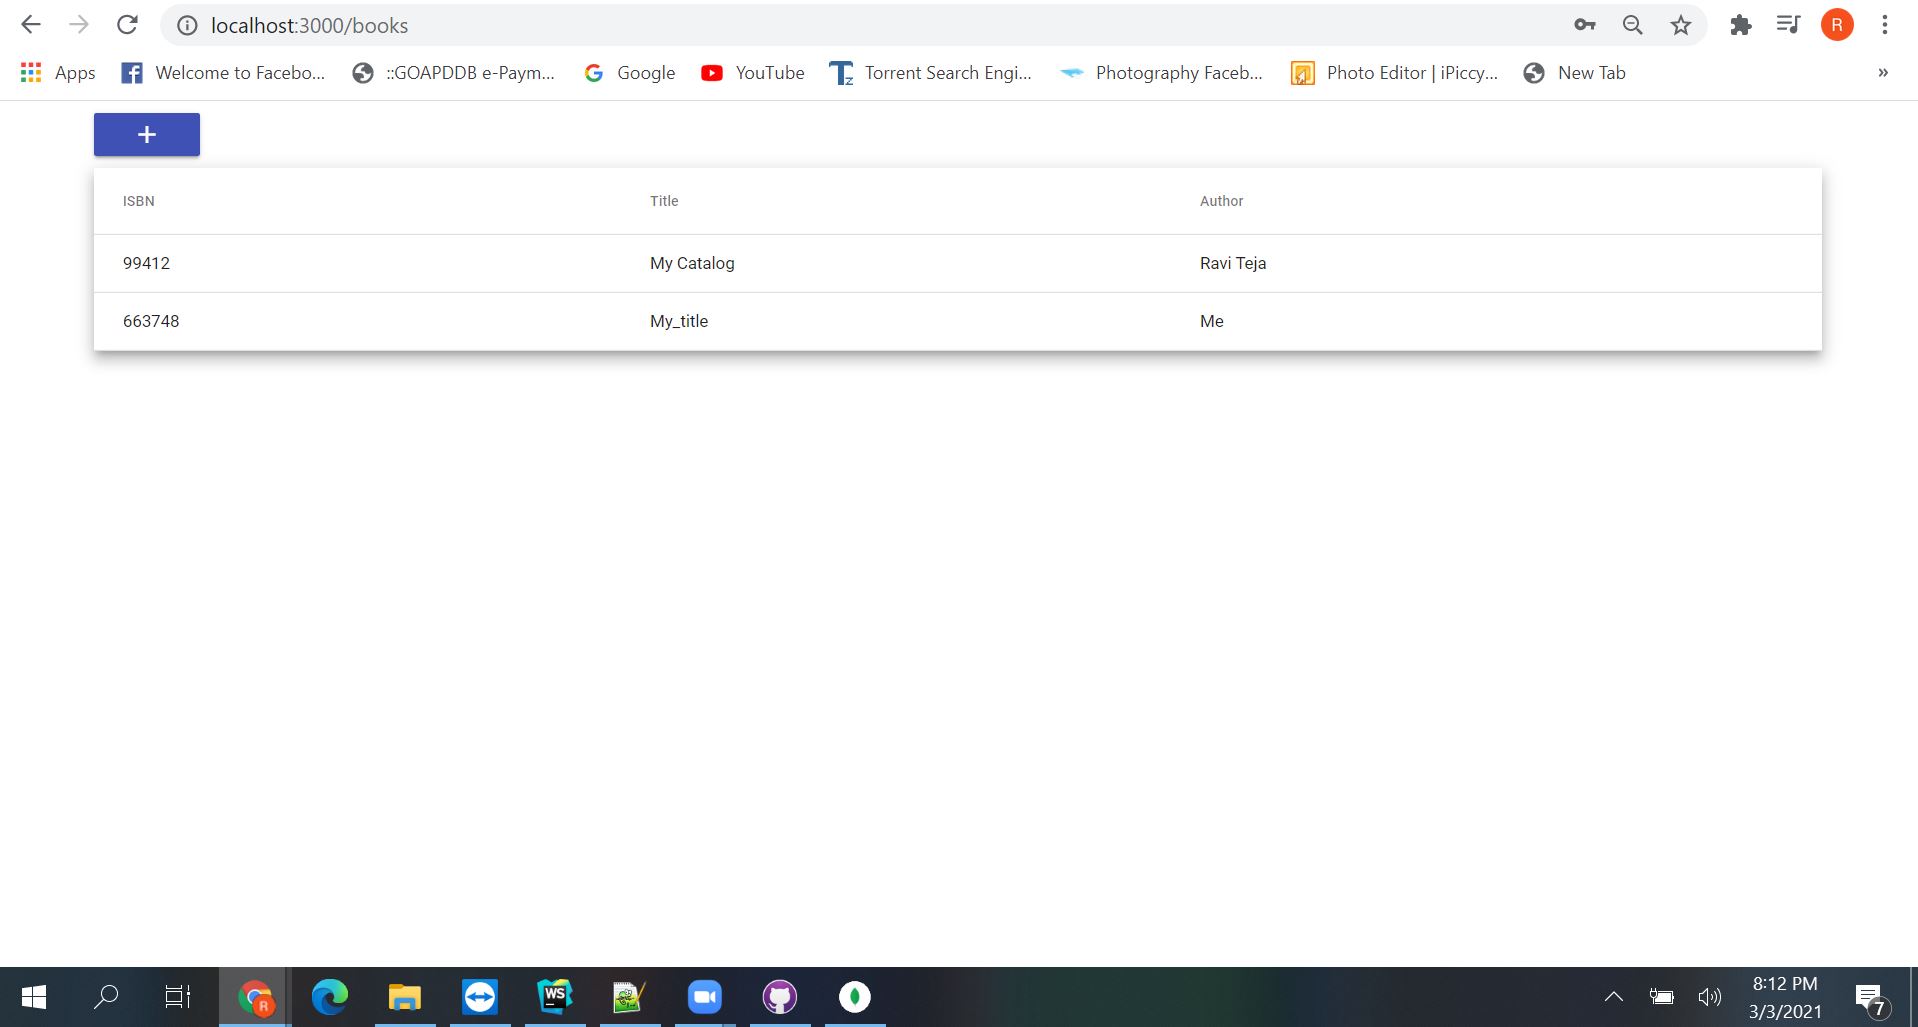 localhost:3000/books
R
Apps Welcome to Facebo... ::GOAPDDB e-Paym... Google YouTube Torrent Search Engi... Photography Faceb... Photo Editor | iPiccy... New Tab »
+
ISBN Title Author
99412 My Catalog Ravi Teja
663748 My_title Me
R WS 8:12 PM
3/3/2021 7